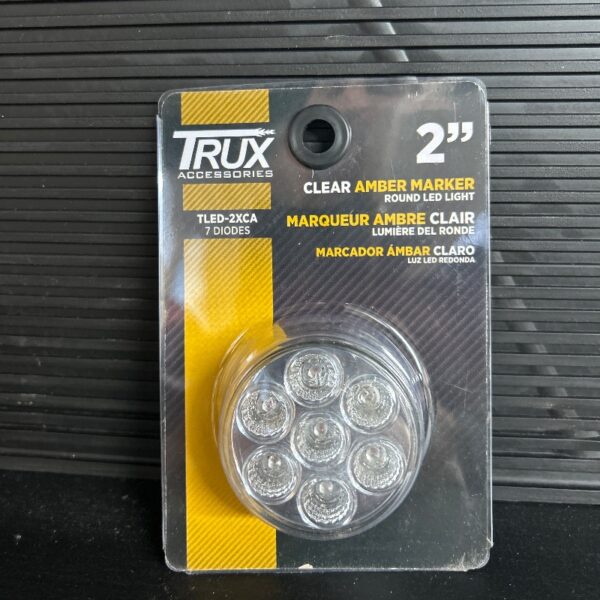 TRUX
ACCESSORIES
TLED-2XCA
7 DIODES
2”
CLEAR AMBER MARKER
ROUND LED LIGHT
MARQUEUR AMBRE CLAIR
LUMIÈRE DEL RONDE
MARCADOR ÁMBAR CLARO
LUZ LED REDONDA